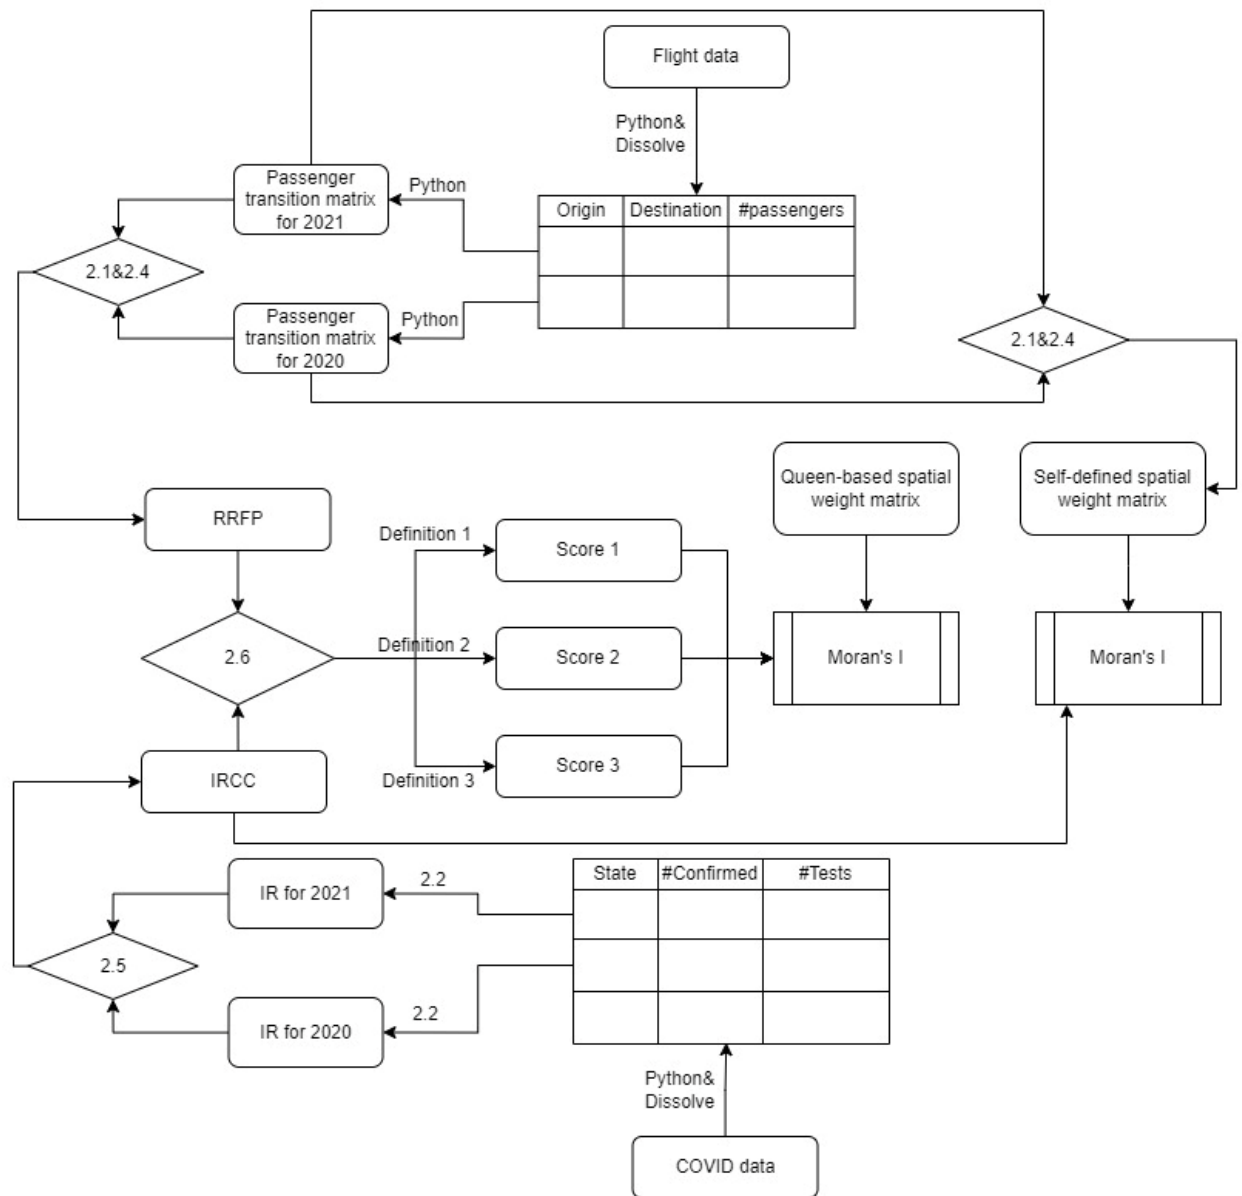 Flight data
Python&
Dissolve
Passenger
transition matrix
for 2021
Python
Origin Destination #passengers
2.1&2.4
Passenger
transition matrix
for 2020
Python
2.1&2.4
Queen-based spatial
weight matrix
Self-defined spatial
weight matrix
RRFP
Definition 1
Score 1
Definition 2
2.6
Score 2
Moran's I
Moran's I
IRCC
Definition 3
Score 3
State #Confirmed #Tests
IR for 2021
2.2
2.5
IR for 2020
2.2
Python&
Dissolve
COVID data